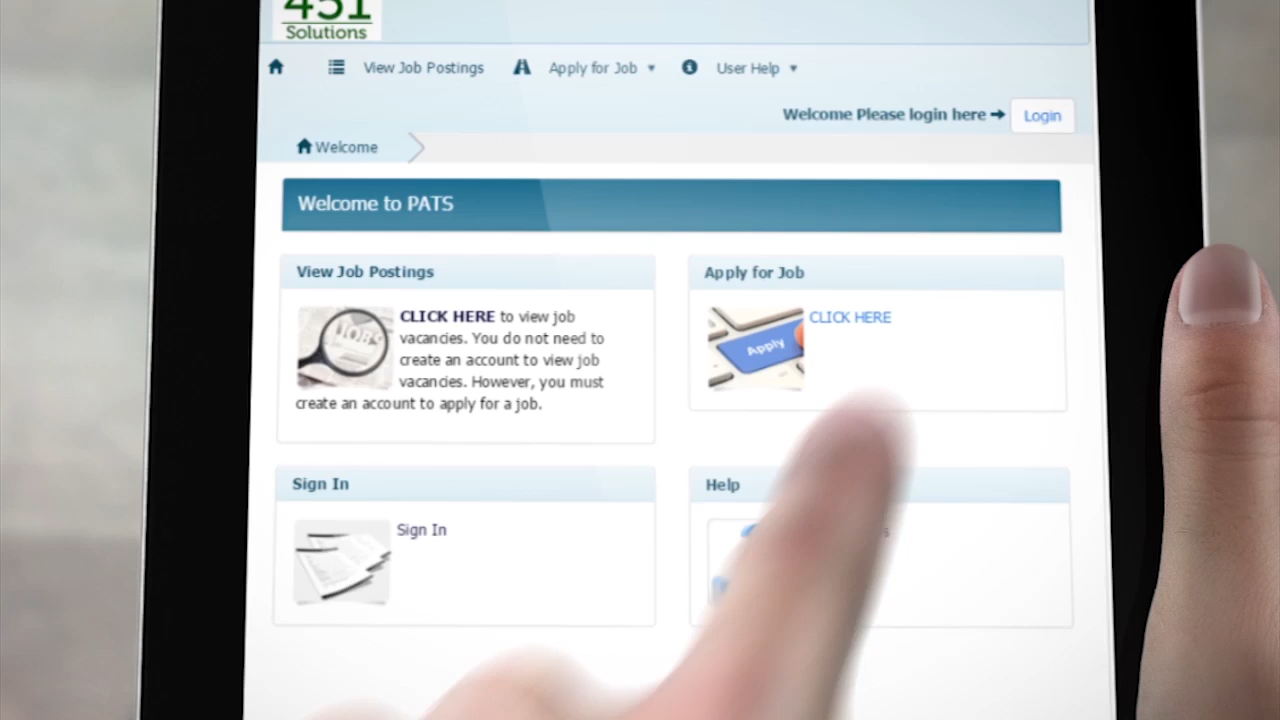 451
Solutions
View Job Postings Apply for Job User Help
Welcome Please login here Login
Welcome
Welcome to PATS
View Job Postings
CLICK HERE to view job
vacancies. You do not need to
create an account to view job
vacancies. However, you must
create an account to apply for a job.
Apply for Job
Apply
CLICK HERE
Sign In
Sign In
Help
JOBS